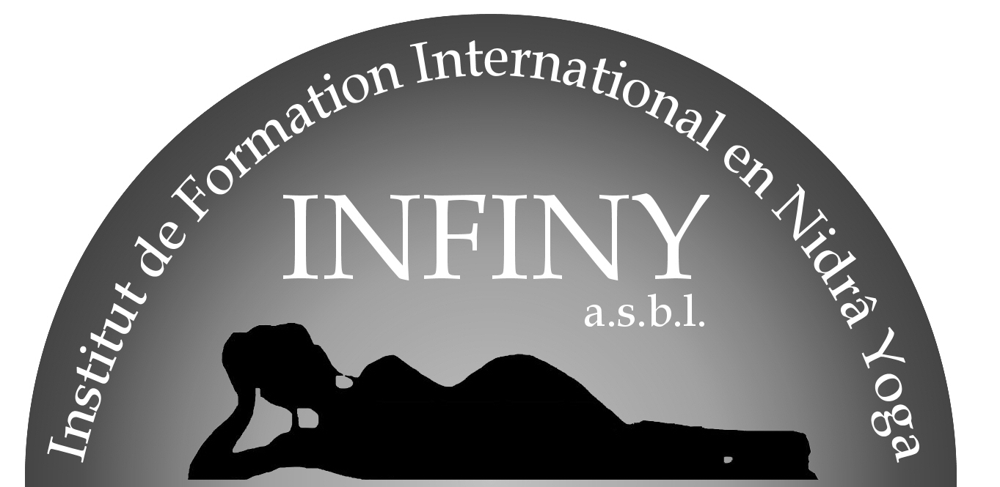 Institut de Formation International en Nidrâ Yoga
INFINY
a.s.b.l.